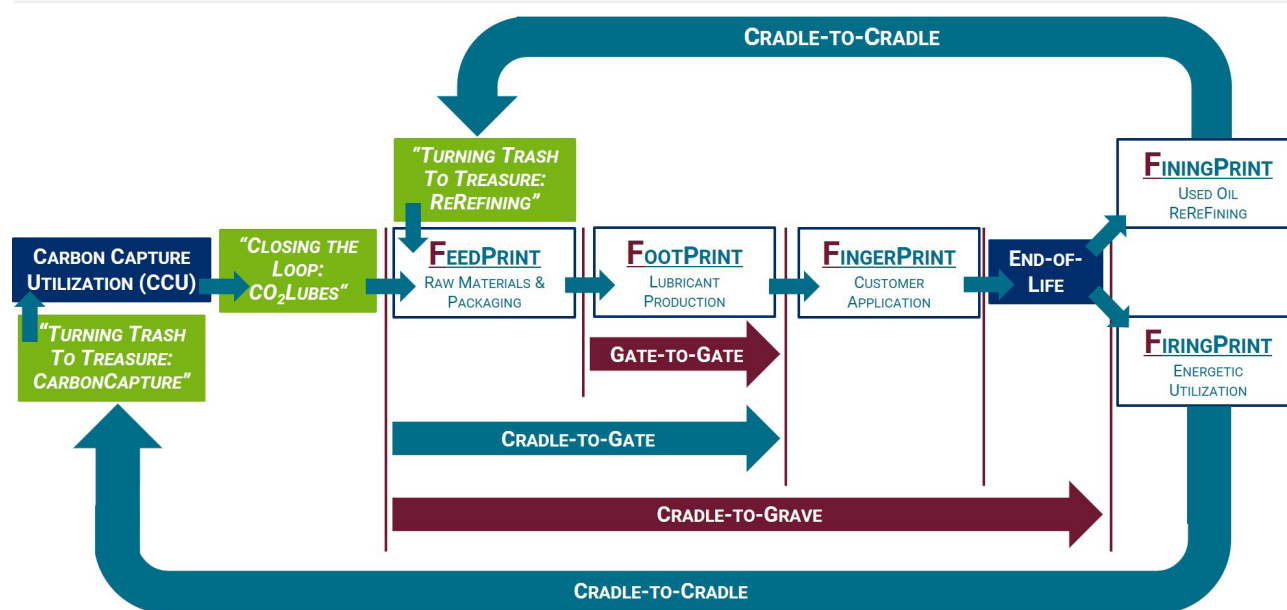 CRADLE-TO-CRADLE
"TURNING TRASH
TO TREASURE:
REREFINING"
FININGPRINT
USED OIL
REREFINING
CARBON CAPTURE
UTILIZATION (CCU)
"CLOSING THE
LOOP:
CO₂LUBES"
FEEDPRINT
RAW MATERIALS &
PACKAGING
FOOTPRINT
LUBRICANT
PRODUCTION
FINGERPRINT
CUSTOMER
APPLICATION
END-OF-
LIFE
"TURNING TRASH
TO TREASURE:
CARBONCAPTURE"
FIRINGPRINT
ENERGETIC
UTILIZATION
GATE-TO-GATE
CRADLE-TO-GATE
CRADLE-TO-GRAVE
CRADLE-TO-CRADLE